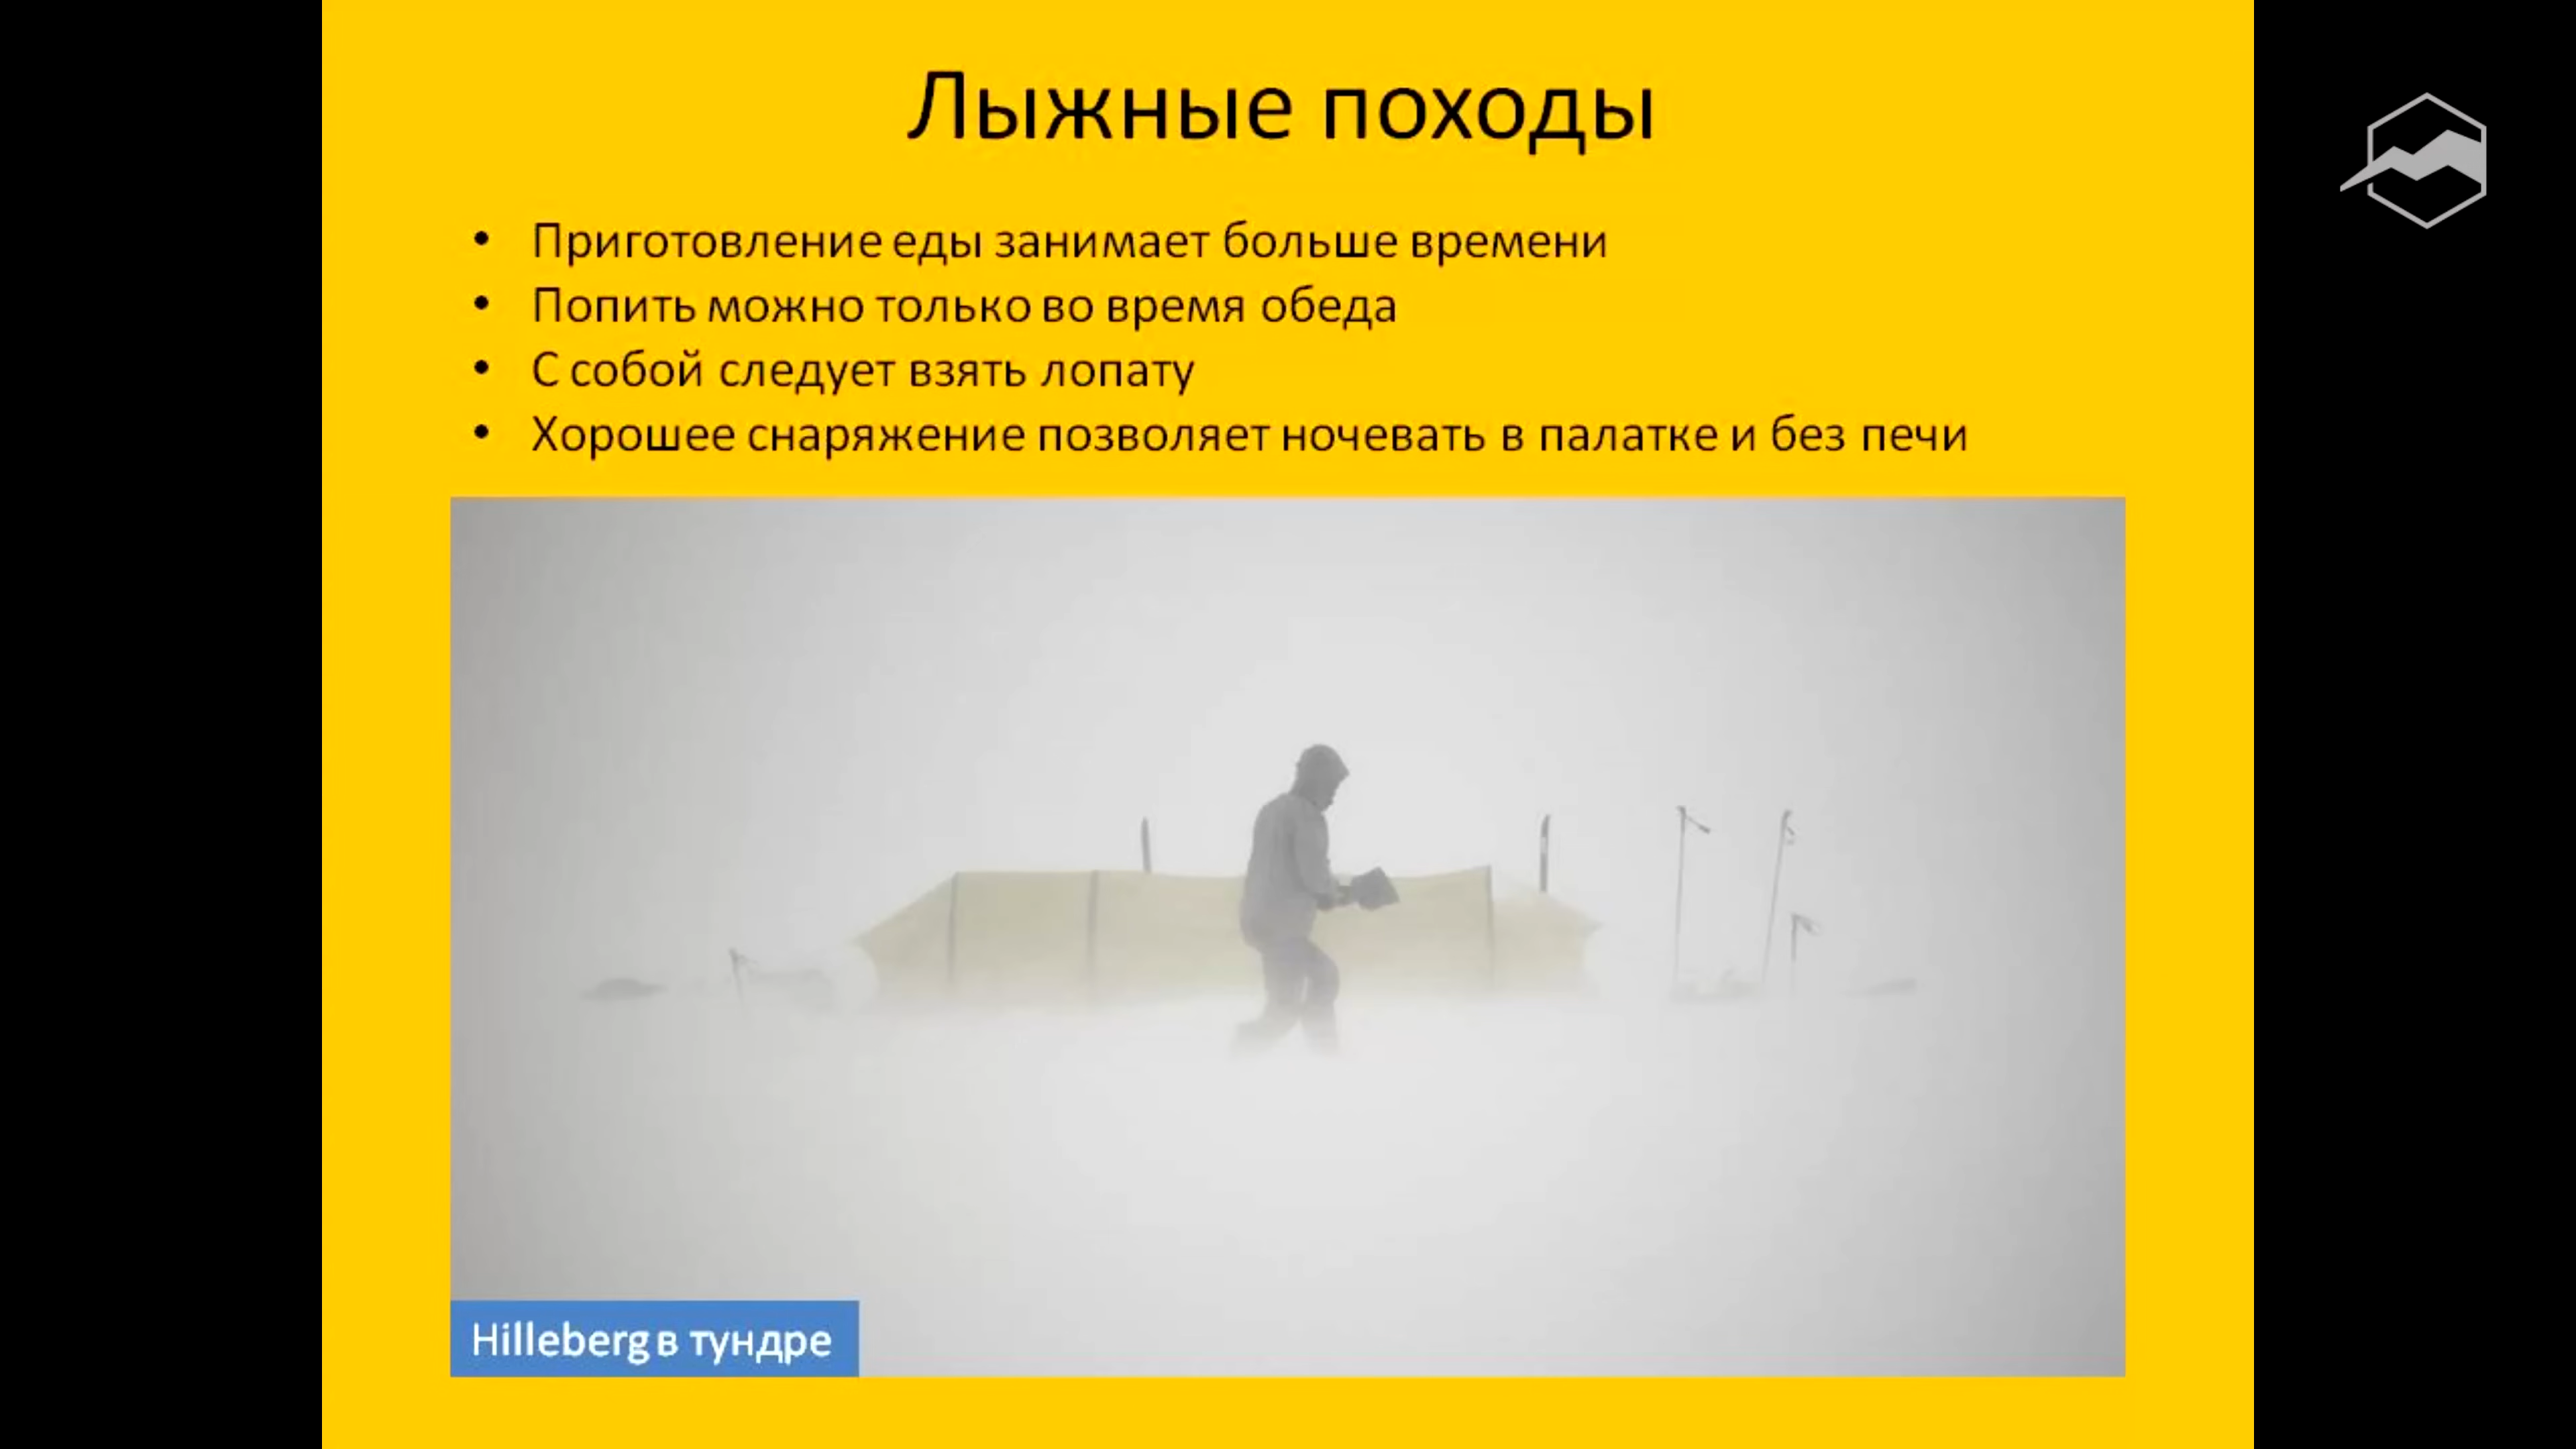 Лыжные походы
• Приготовление еды занимает больше времени
• Попить можно только во время обеда
• С собой следует взять лопату
• Хорошее снаряжение позволяет ночевать в палатке и без печи
Hilleberg в тундре